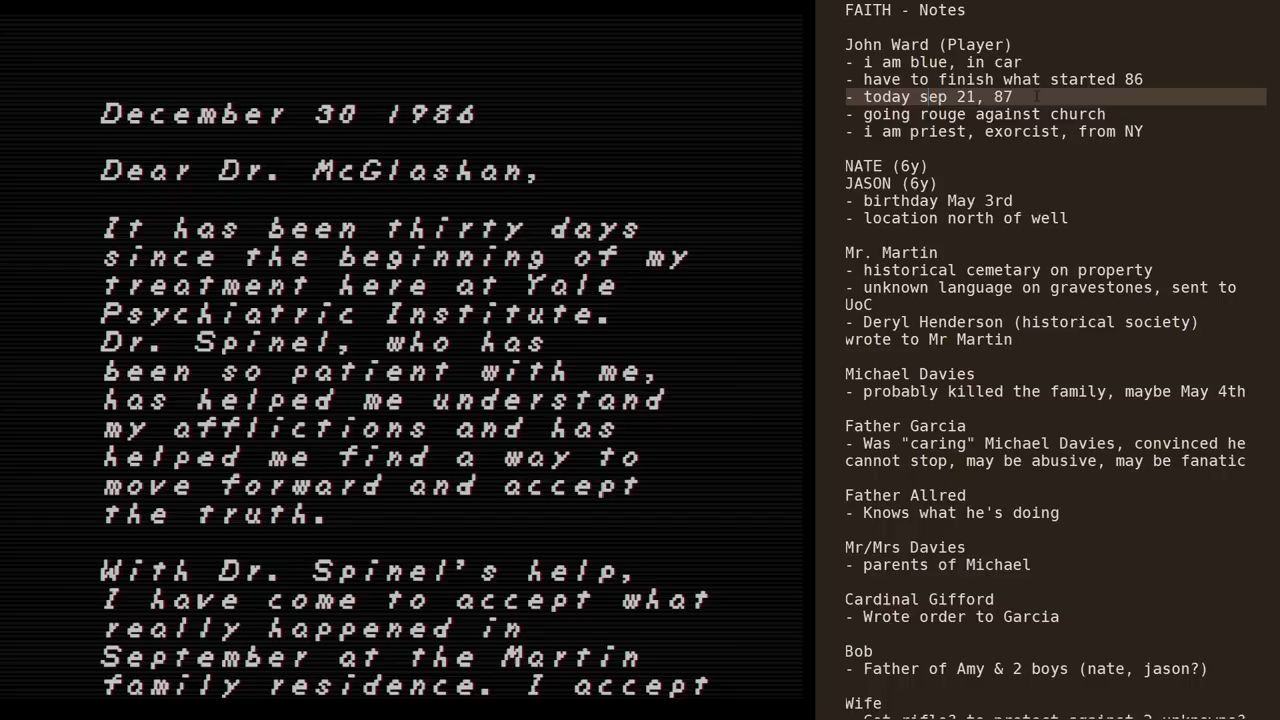 December 30 1986
Dear Dr. McGlashan,
It has been thirty days
since the beginning of my
treatment here at Yale
Psychiatric Institute.
Dr. Spinel, who has
been so patient with me,
has helped me understand
my afflictions and has
helped me find a way to
move forward and accept
the truth.
With Dr. Spinel's help,
I have come to accept what
really happened in
September at the Martin
family residence. I accept
FAITH - Notes
John Ward (Player)
- i am blue, in car
- have to finish what started 86
- today sep 21, 87
- going rouge against church
- i am priest, exorcist, from NY
NATE (6y)
JASON (6y)
- birthday May 3rd
- location north of well
Mr. Martin
- historical cemetary on property
- unknown language on gravestones, sent to
UoC
- Deryl Henderson (historical society)
wrote to Mr Martin
Michael Davies
- probably killed the family, maybe May 4th
Father Garcia
- Was "caring" Michael Davies, convinced he
cannot stop, may be abusive, may be fanatic
Father Allred
- Knows what he's doing
Mr/Mrs Davies
- parents of Michael
Cardinal Gifford
- Wrote order to Garcia
Bob
- Father of Amy & 2 boys (nate, jason?)
Wife
- Got rifle? to protect against 2 unknowns?